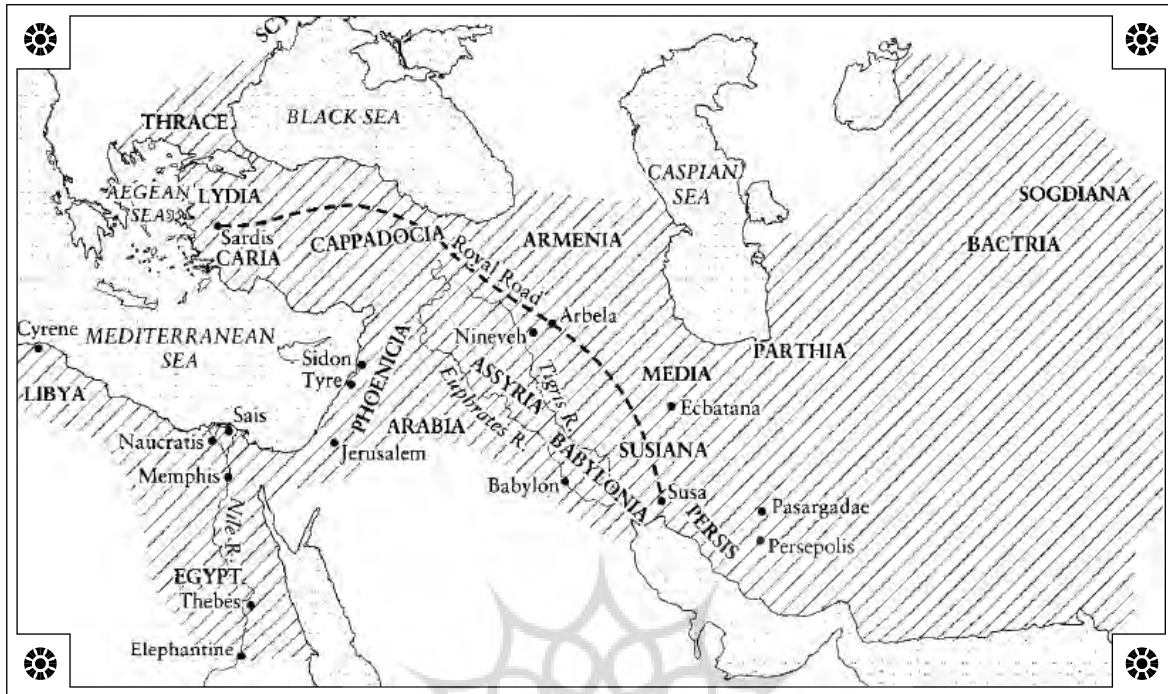 SCY
THRACE
BLACK SEA
AEGEAN
SEA
LYDIA
Sardis
CARIA
CAPPADOCIA
Royal Road
ARMENIA
CASPIAN
SEA
SOGDIANA
BACTRIA
Cyrene
MEDITERRANEAN
SEA
Nineveh
Arbela
PARTHIA
Sidon
Tyre
PHOENICIA
ASSYRIA
Tigris R.
MEDIA
LIBYA
Euphrates R.
Ecbatana
Sais
Naucratis
ARABIA
Jerusalem
BABYLONIA
SUSIANA
Memphis
Babylon
Susa
PERSIS
Pasargadae
Persepolis
Nile R.
EGYPT
Thebes
Elephantine